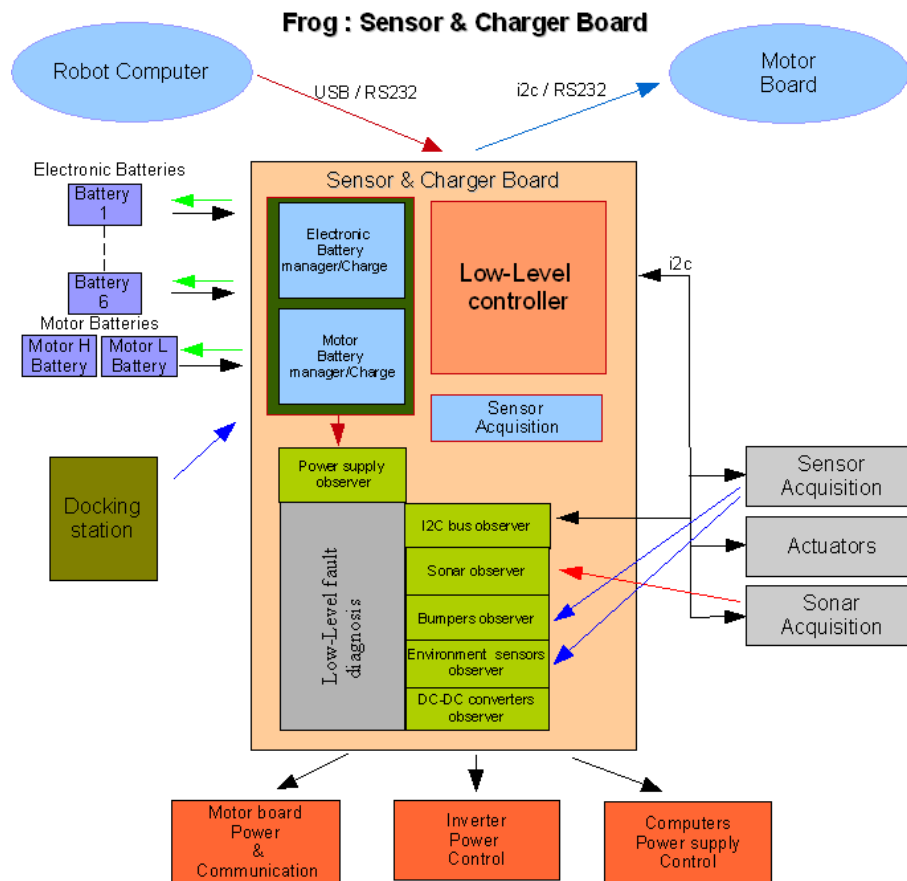 Frog : Sensor & Charger Board
Robot Computer
Motor
Board
USB / RS232
i2c / RS232
Electronic Batteries
Battery
1
Battery
6
Motor Batteries
Motor H
Battery
Motor L
Battery
Docking
station
Sensor & Charger Board
Electronic
Battery
manager/Charge
Motor
Battery
manager/Charge
Low-Level
controller
Sensor
Acquisition
i2c
Power supply
observer
Low-Level fault
diagnosis
I2C bus observer
Sonar observer
Bumpers observer
Environment sensors
observer
DC-DC converters
observer
Sensor
Acquisition
Actuators
Sonar
Acquisition
Motor board
Power
&
Communication
Inverter
Power
Control
Computers
Power supply
Control